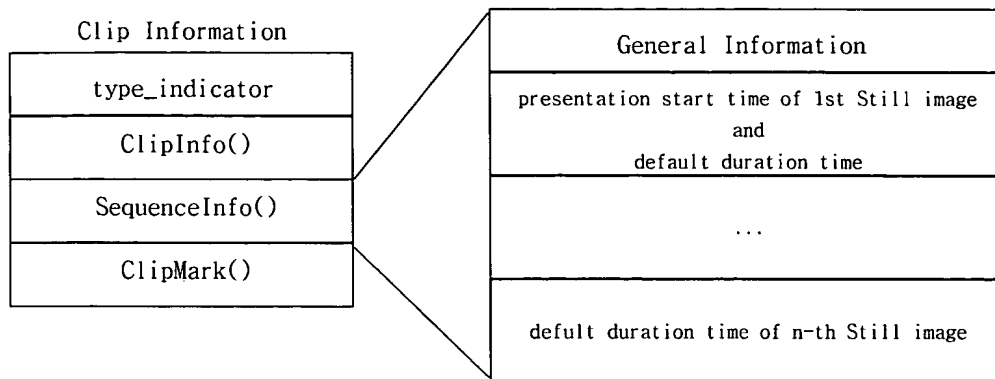 Clip Information
type_indicator
ClipInfo()
SequenceInfo()
ClipMark()
General Information
presentation start time of 1st Still image
and
default duration time
...
defult duration time of n-th Still image